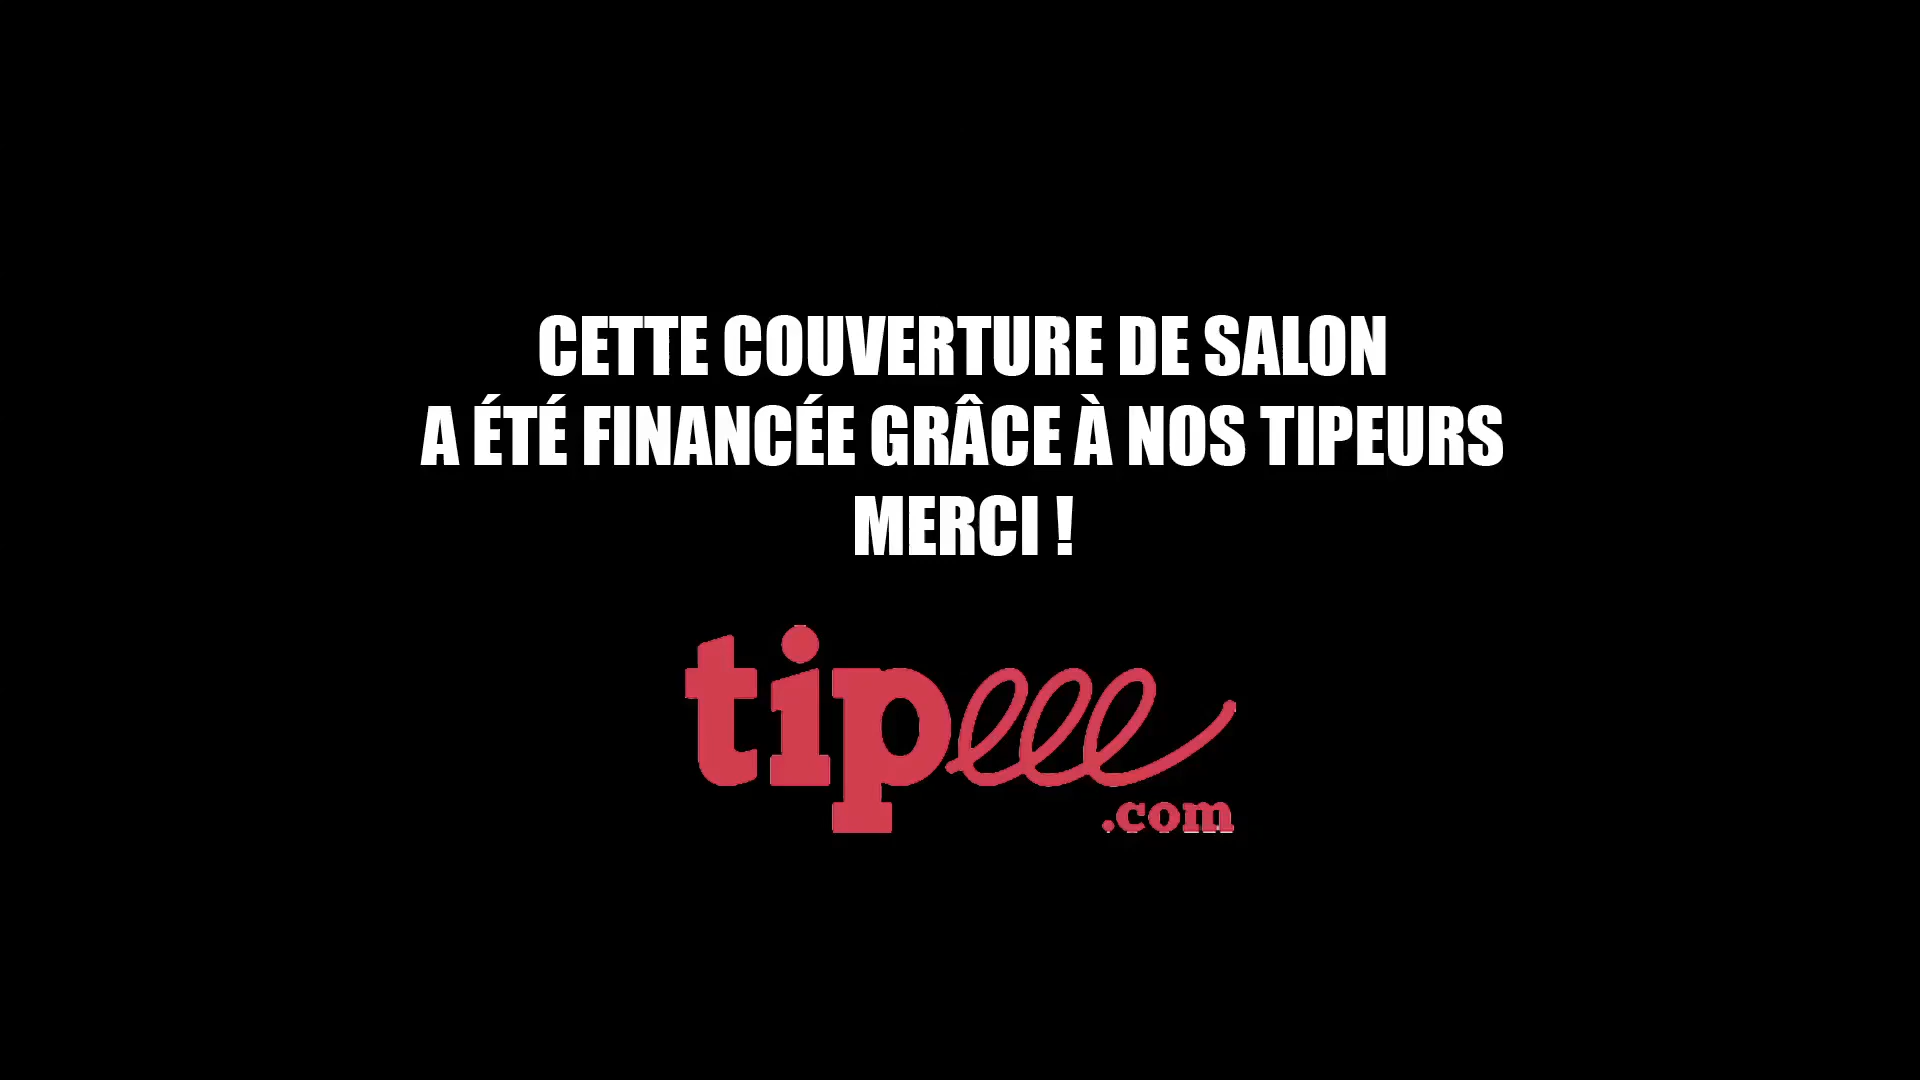 CETTE COUVERTURE DE SALON
A ÉTÉ FINANCÉE GRÂCE À NOS TIPEURS
MERCI !
tipeee
.com